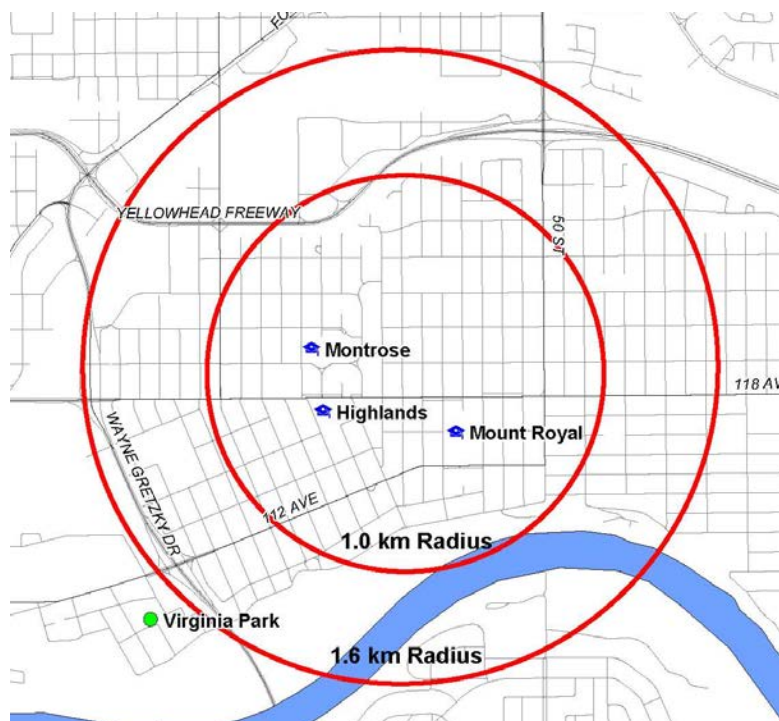 FO
YELLOWHEAD FREEWAY
50 ST
Montrose
118 AV
Highlands
Mount Royal
WAYNE GRETZKY DR
112 AVE
1.0 km Radius
Virginia Park
1.6 km Radius